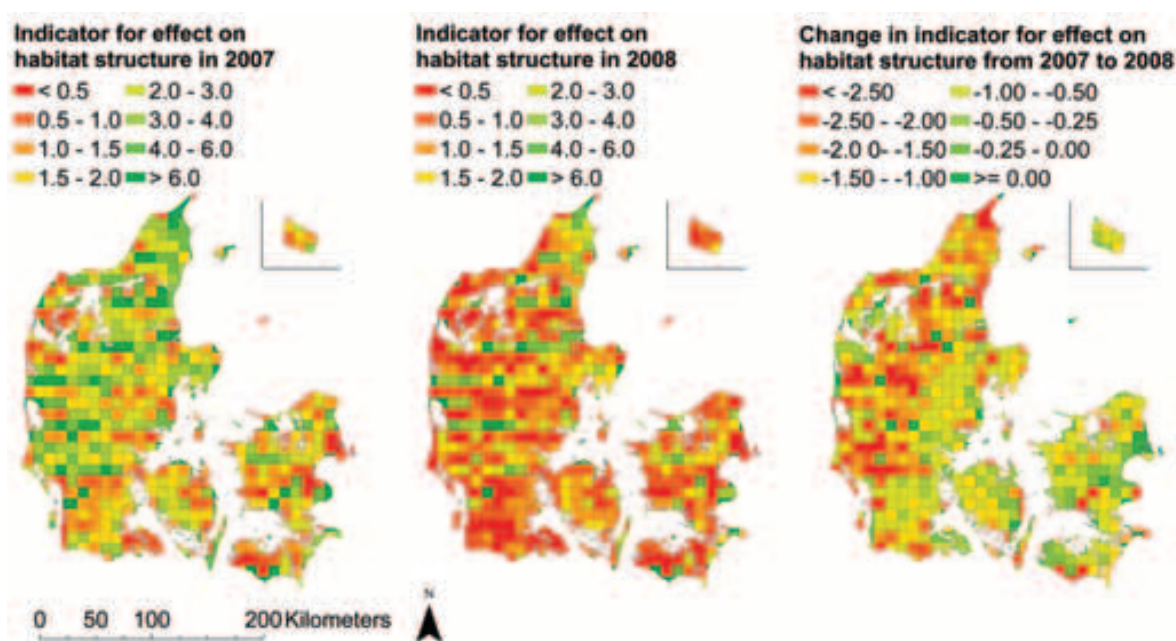 Indicator for effect on
habitat structure in 2007
< 0.5 2.0 - 3.0
0.5 - 1.0 3.0 - 4.0
1.0 - 1.5 4.0 - 6.0
1.5 - 2.0 > 6.0
Indicator for effect on
habitat structure in 2008
< 0.5 2.0 - 3.0
0.5 - 1.0 3.0 - 4.0
1.0 - 1.5 4.0 - 6.0
1.5 - 2.0 > 6.0
Change in indicator for effect on
habitat structure from 2007 to 2008
< -2.50 -1.00 - -0.50
-2.50 - -2.00 -0.50 - -0.25
-2.0 0- -1.50 -0.25 - 0.00
-1.50 - -1.00 >= 0.00
0 50 100 200 Kilometers
N